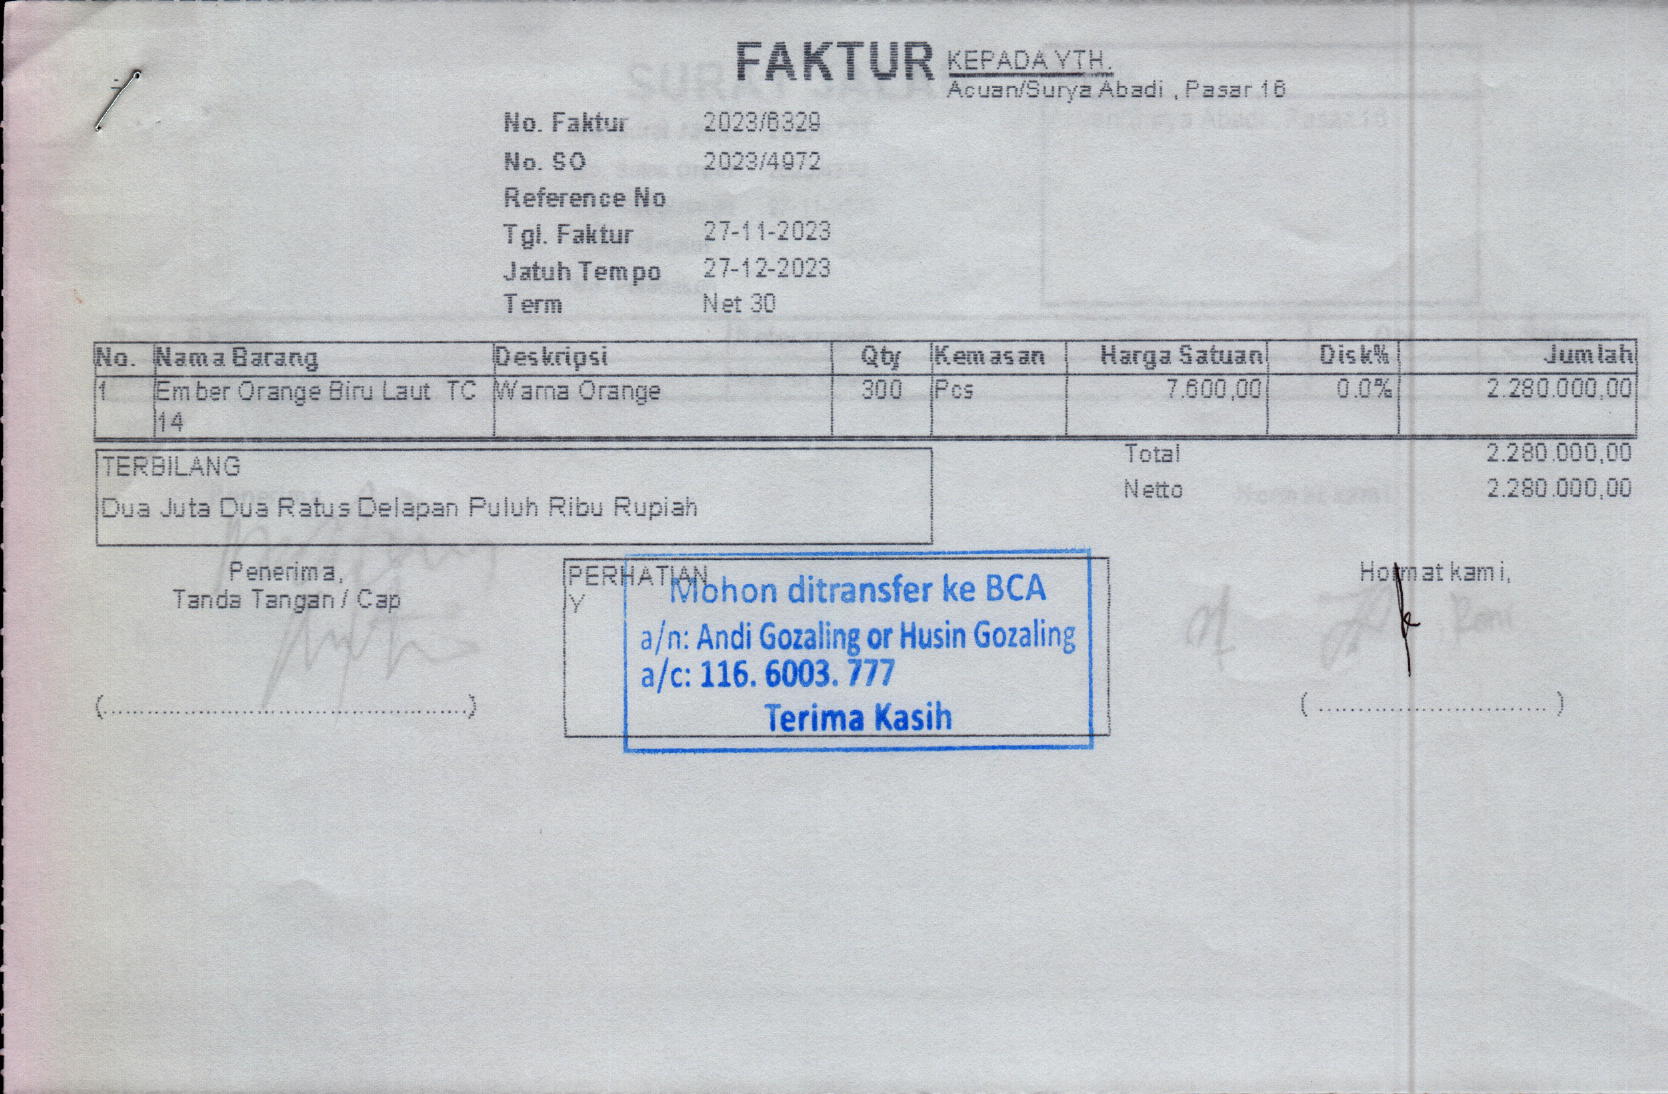 FAKTUR
KEPADA YTH.
Acuan/Surya Abadi , Pasar 16
No. Faktur 2023/6329
No. SO 2023/4972
Reference No
Tgl. Faktur 27-11-2023
Jatuh Tempo 27-12-2023
Term Net 30
No. Nama Barang Deskripsi Qty Kemasan Harga Satuan Disk% Jumlah
1 Ember Orange Biru Laut TC 14 Warna Orange 300 Pcs 7.600,00 0.0% 2.280.000,00
Total 2.280.000,00
Netto 2.280.000,00
TERBILANG
Dua Juta Dua Ratus Delapan Puluh Ribu Rupiah
Penerima,
Tanda Tangan / Cap
(................................................)
PERHATIAN
Y
Mohon ditransfer ke BCA
a/n: Andi Gozaling or Husin Gozaling
a/c: 116. 6003. 777
Terima Kasih
Hormat kami,
( ............................. )